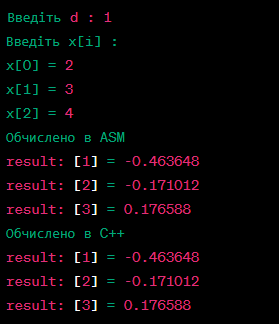 Введіть d : 1
Введіть x[i] :
x[0] = 2
x[1] = 3
x[2] = 4
Обчислено в ASM
result: [1] = -0.463648
result: [2] = -0.171012
result: [3] = 0.176588
Обчислено в C++
result: [1] = -0.463648
result: [2] = -0.171012
result: [3] = 0.176588